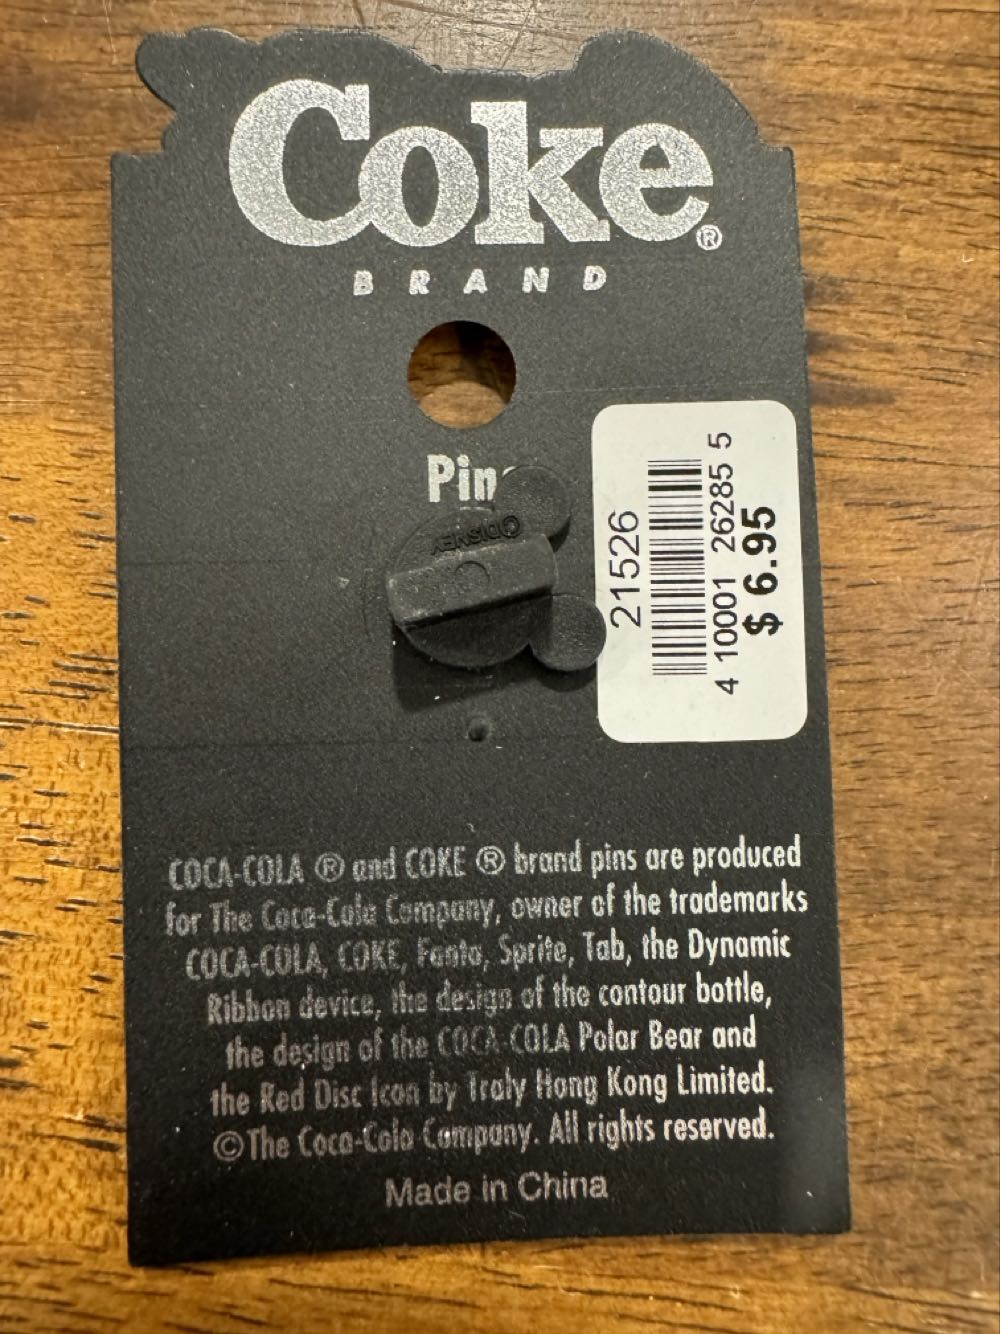 Coke®
BRAND
Pin
©DISNEY
21526
4 10001 26285 5
$ 6.95
COCA-COLA ® and COKE ® brand pins are produced
for The Coca-Cola Company, owner of the trademarks
COCA-COLA, COKE, Fanta, Sprite, Tab, the Dynamic
Ribbon device, the design of the contour bottle,
the design of the COCA-COLA Polar Bear and
the Red Disc Icon by Traly Hong Kong Limited.
©The Coca-Cola Company. All rights reserved.
Made in China